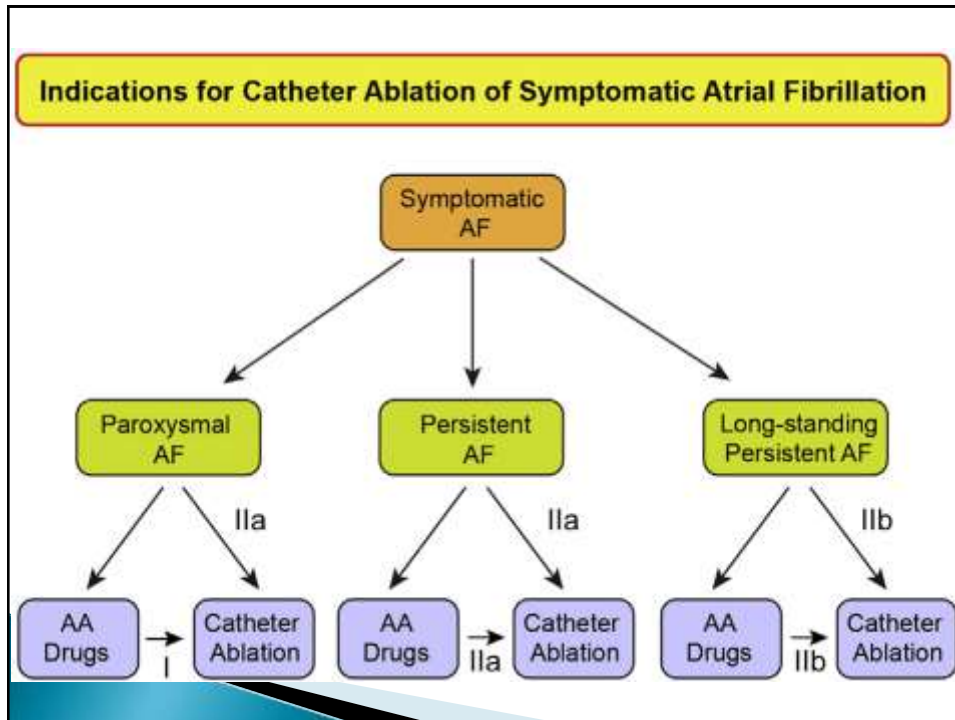 Indications for Catheter Ablation of Symptomatic Atrial Fibrillation
Symptomatic
AF
Paroxysmal
AF
Persistent
AF
Long-standing
Persistent AF
IIa
IIa
IIb
AA
Drugs
I
Catheter
Ablation
AA
Drugs
IIa
Catheter
Ablation
AA
Drugs
IIb
Catheter
Ablation